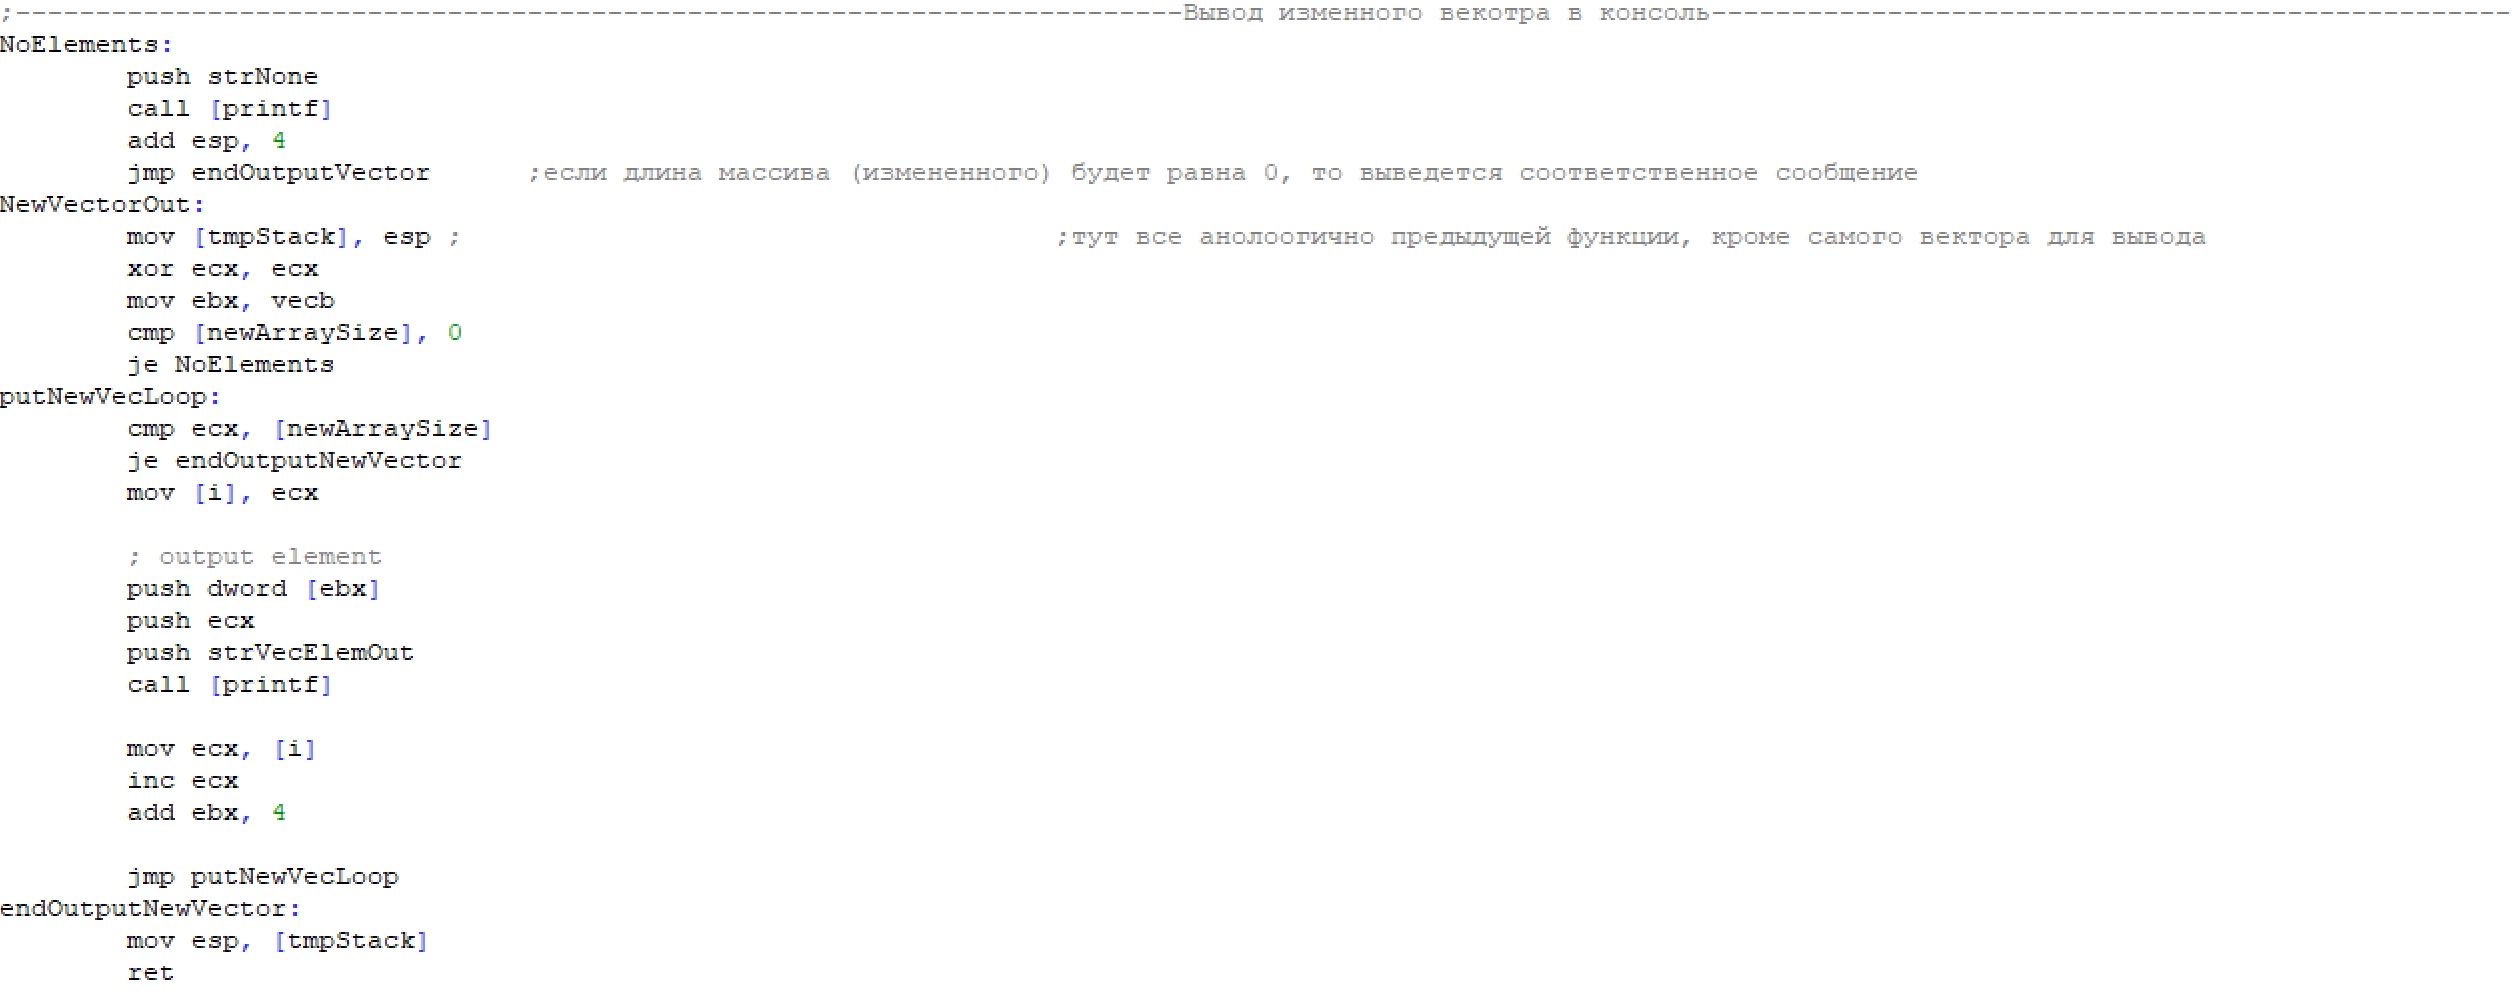 ;-------------------------------------------------------------------------Вывод изменного векотра в консоль--------------------------------------------------
NoElements:
push strNone
call [printf]
add esp, 4
jmp endOutputVector ;если длина массива (измененного) будет равна 0, то выведется соответственное сообщение
NewVectorOut:
mov [tmpStack], esp ; ;тут все анолоогично предыдущей функции, кроме самого вектора для вывода
xor ecx, ecx
mov ebx, vecb
cmp [newArraySize], 0
je NoElements
putNewVecLoop:
cmp ecx, [newArraySize]
je endOutputNewVector
mov [i], ecx
; output element
push dword [ebx]
push ecx
push strVecElemOut
call [printf]
mov ecx, [i]
inc ecx
add ebx, 4
jmp putNewVecLoop
endOutputNewVector:
mov esp, [tmpStack]
ret